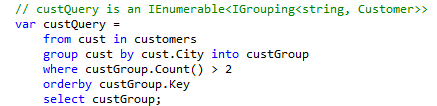 // custQuery is an IEnumerable<IGrouping<string, Customer>>
var custQuery =
    from cust in customers
    group cust by cust.City into custGroup
    where custGroup.Count() > 2
    orderby custGroup.Key
    select custGroup;